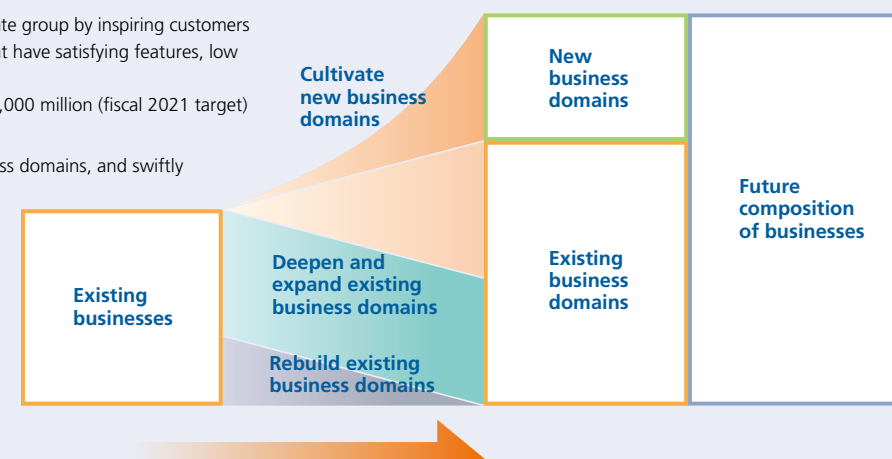 ate group by inspiring customers
t have satisfying features, low
,000 million (fiscal 2021 target)
ss domains, and swiftly
Cultivate
new business
domains
New
business
domains
Future
composition
of businesses
Existing
businesses
Deepen and
expand existing
business domains
Existing
business
domains
Rebuild existing
business domains